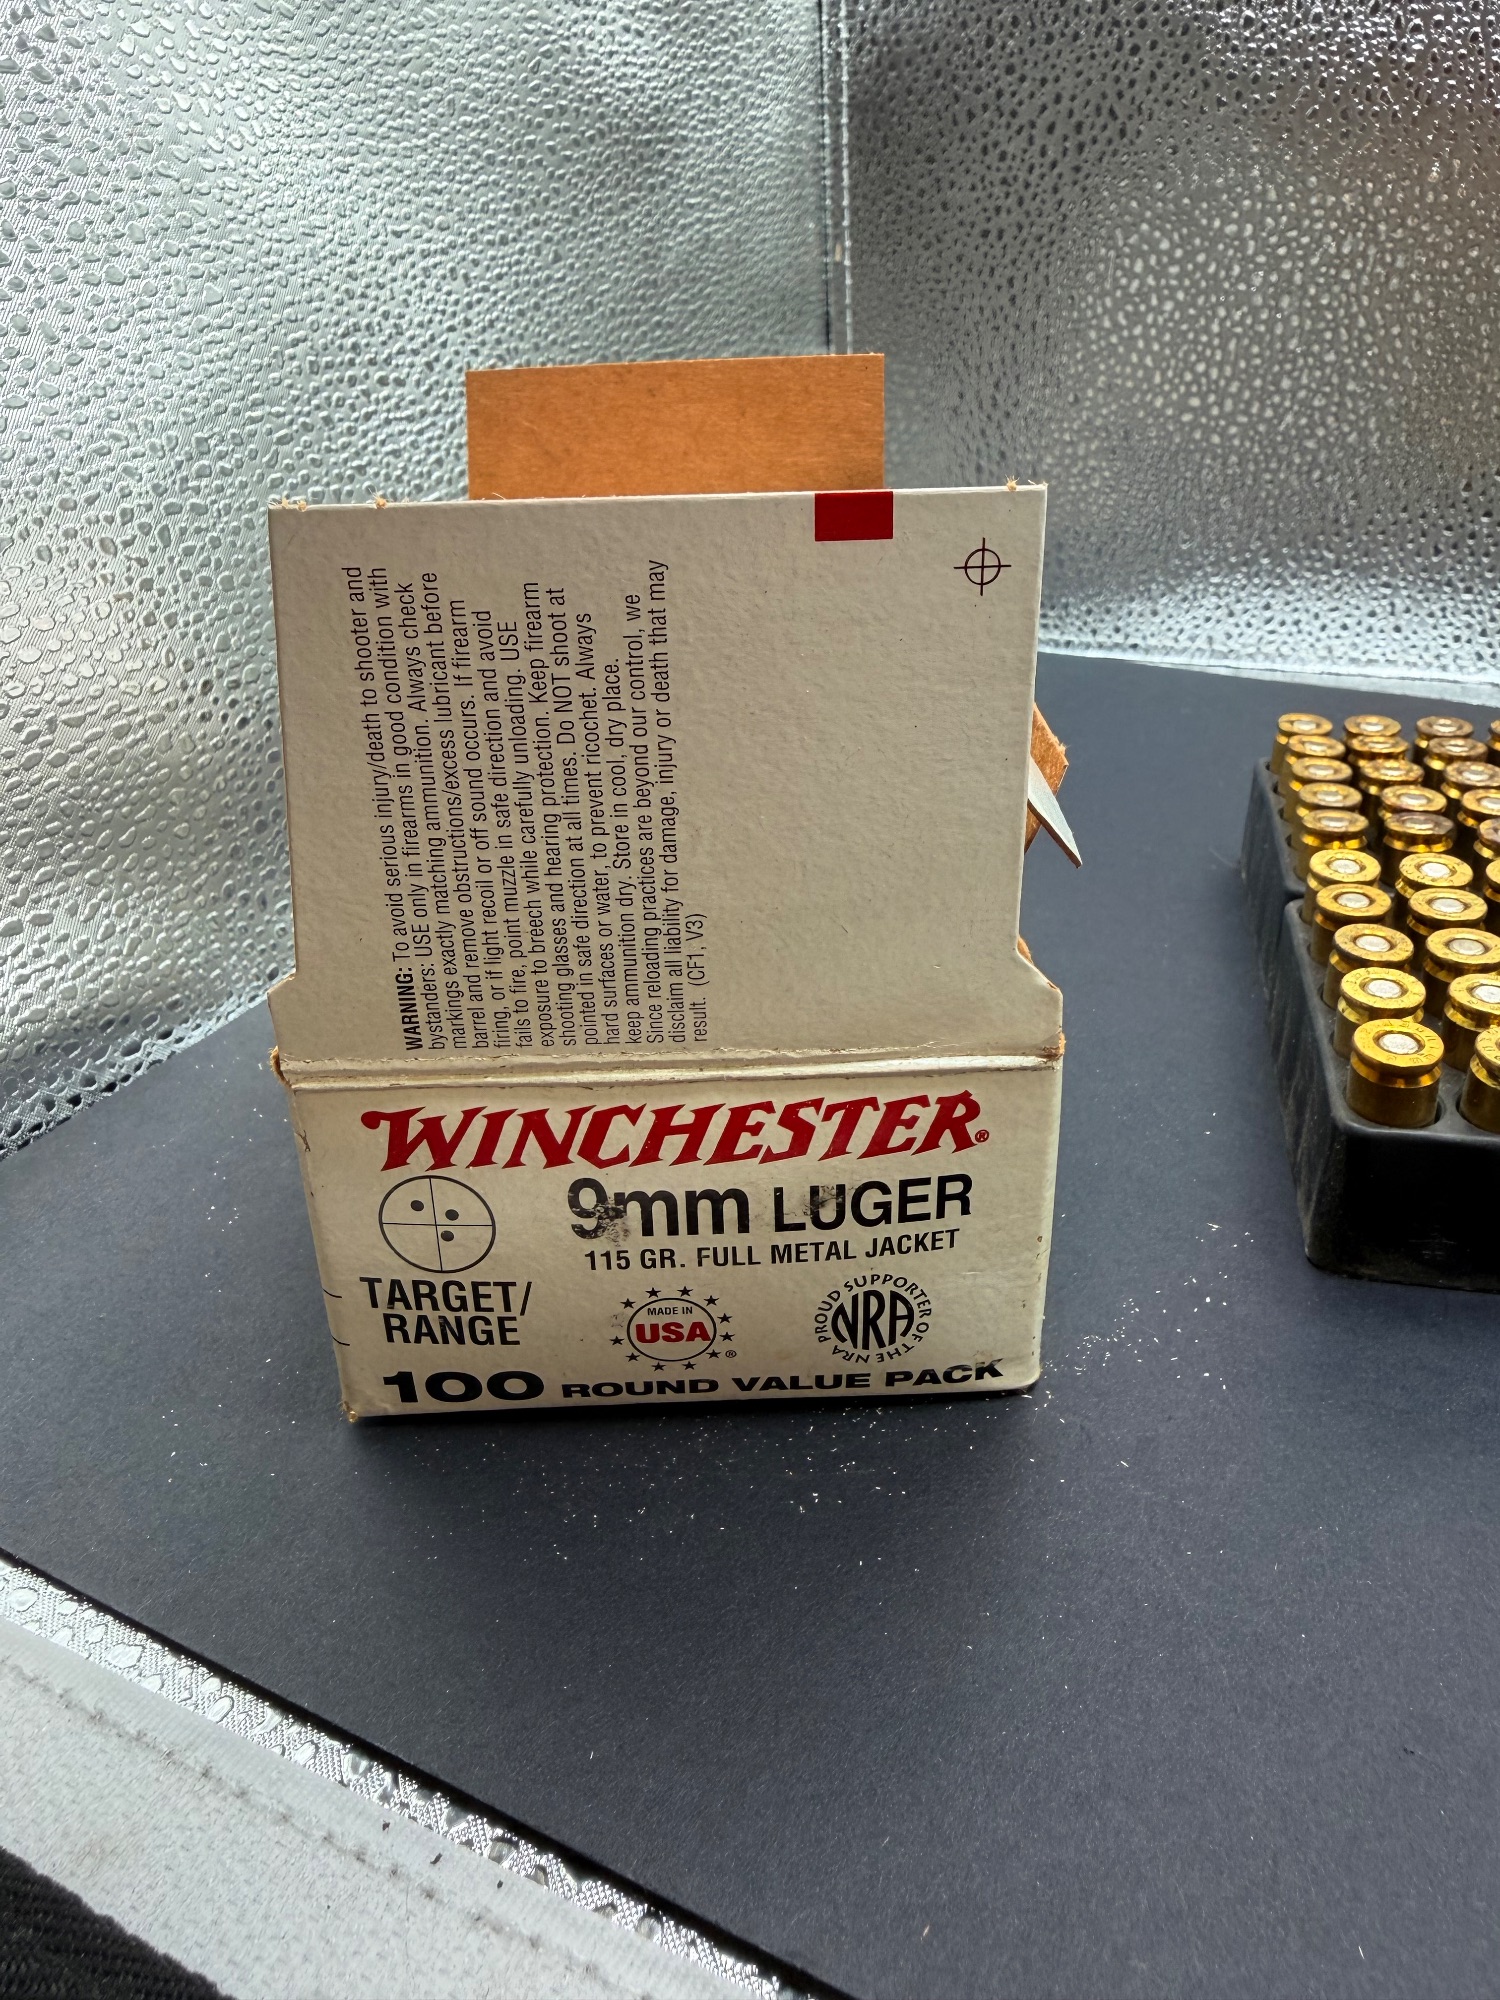 WARNING: To avoid serious injury/death to shooter and
bystanders: USE only in firearms in good condition with
markings exactly matching ammunition. Always check
barrel and remove obstructions/excess lubricant before
firing, or if light recoil or off sound occurs. If firearm
fails to fire, point muzzle in safe direction and avoid
exposure to breech while carefully unloading. USE
shooting glasses and hearing protection. Keep firearm
pointed in safe direction at all times. Do NOT shoot at
hard surfaces or water, to prevent ricochet. Always
keep ammunition dry. Store in cool, dry place.
Since reloading practices are beyond our control, we
disclaim all liability for damage, injury or death that may
result. (CF1, V3)
WINCHESTER®
9mm LUGER
115 GR. FULL METAL JACKET
TARGET/
RANGE
MADE IN
USA
®
PROUD SUPPORTER OF THE NRA
NRA
100 ROUND VALUE PACK